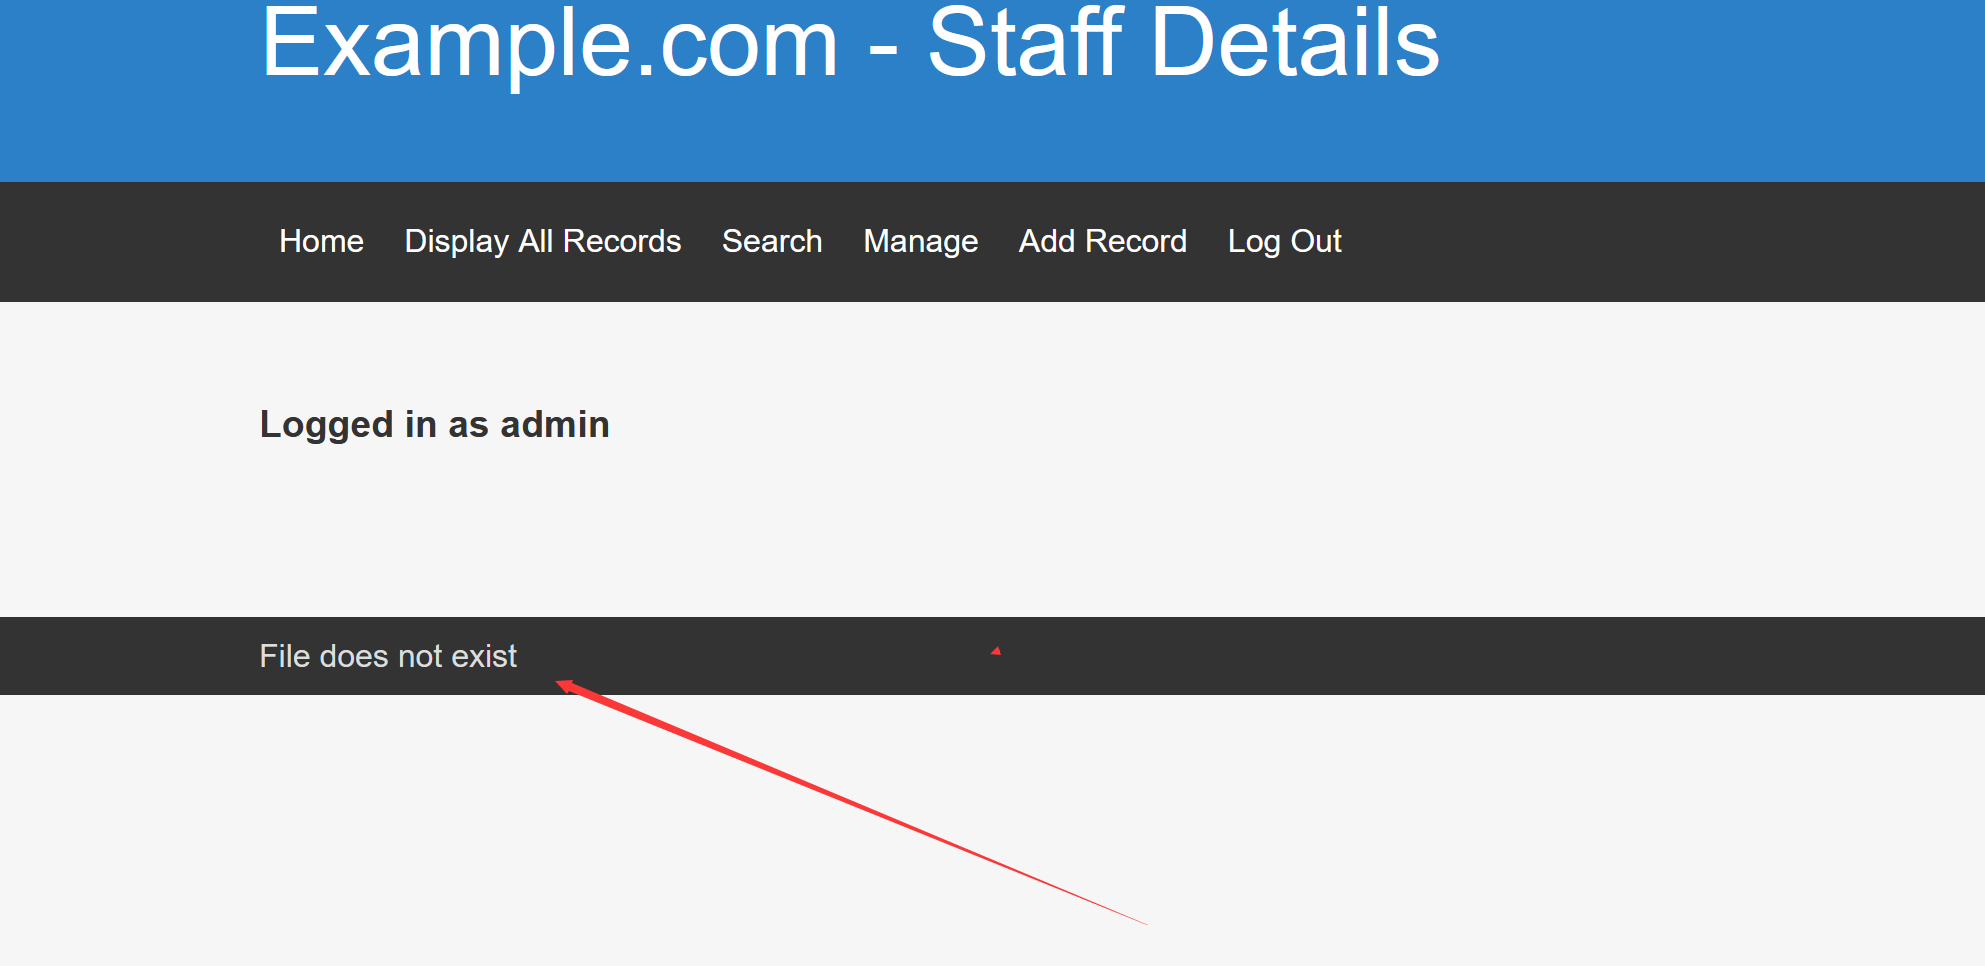 Example.com - Staff Details
Home Display All Records Search Manage Add Record Log Out
Logged in as admin
File does not exist